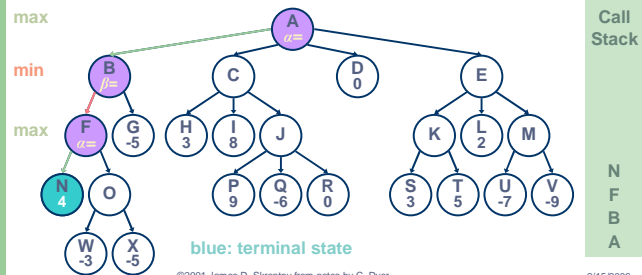 max
A
α=
Call
Stack
min
B
β=
C
D
0
E
max
F
α=
G
-5
H
3
I
8
J
K
L
2
M
N
4
O
P
9
Q
-6
R
0
S
3
T
5
U
-7
V
-9
N
F
B
A
W
-3
X
-5
blue: terminal state